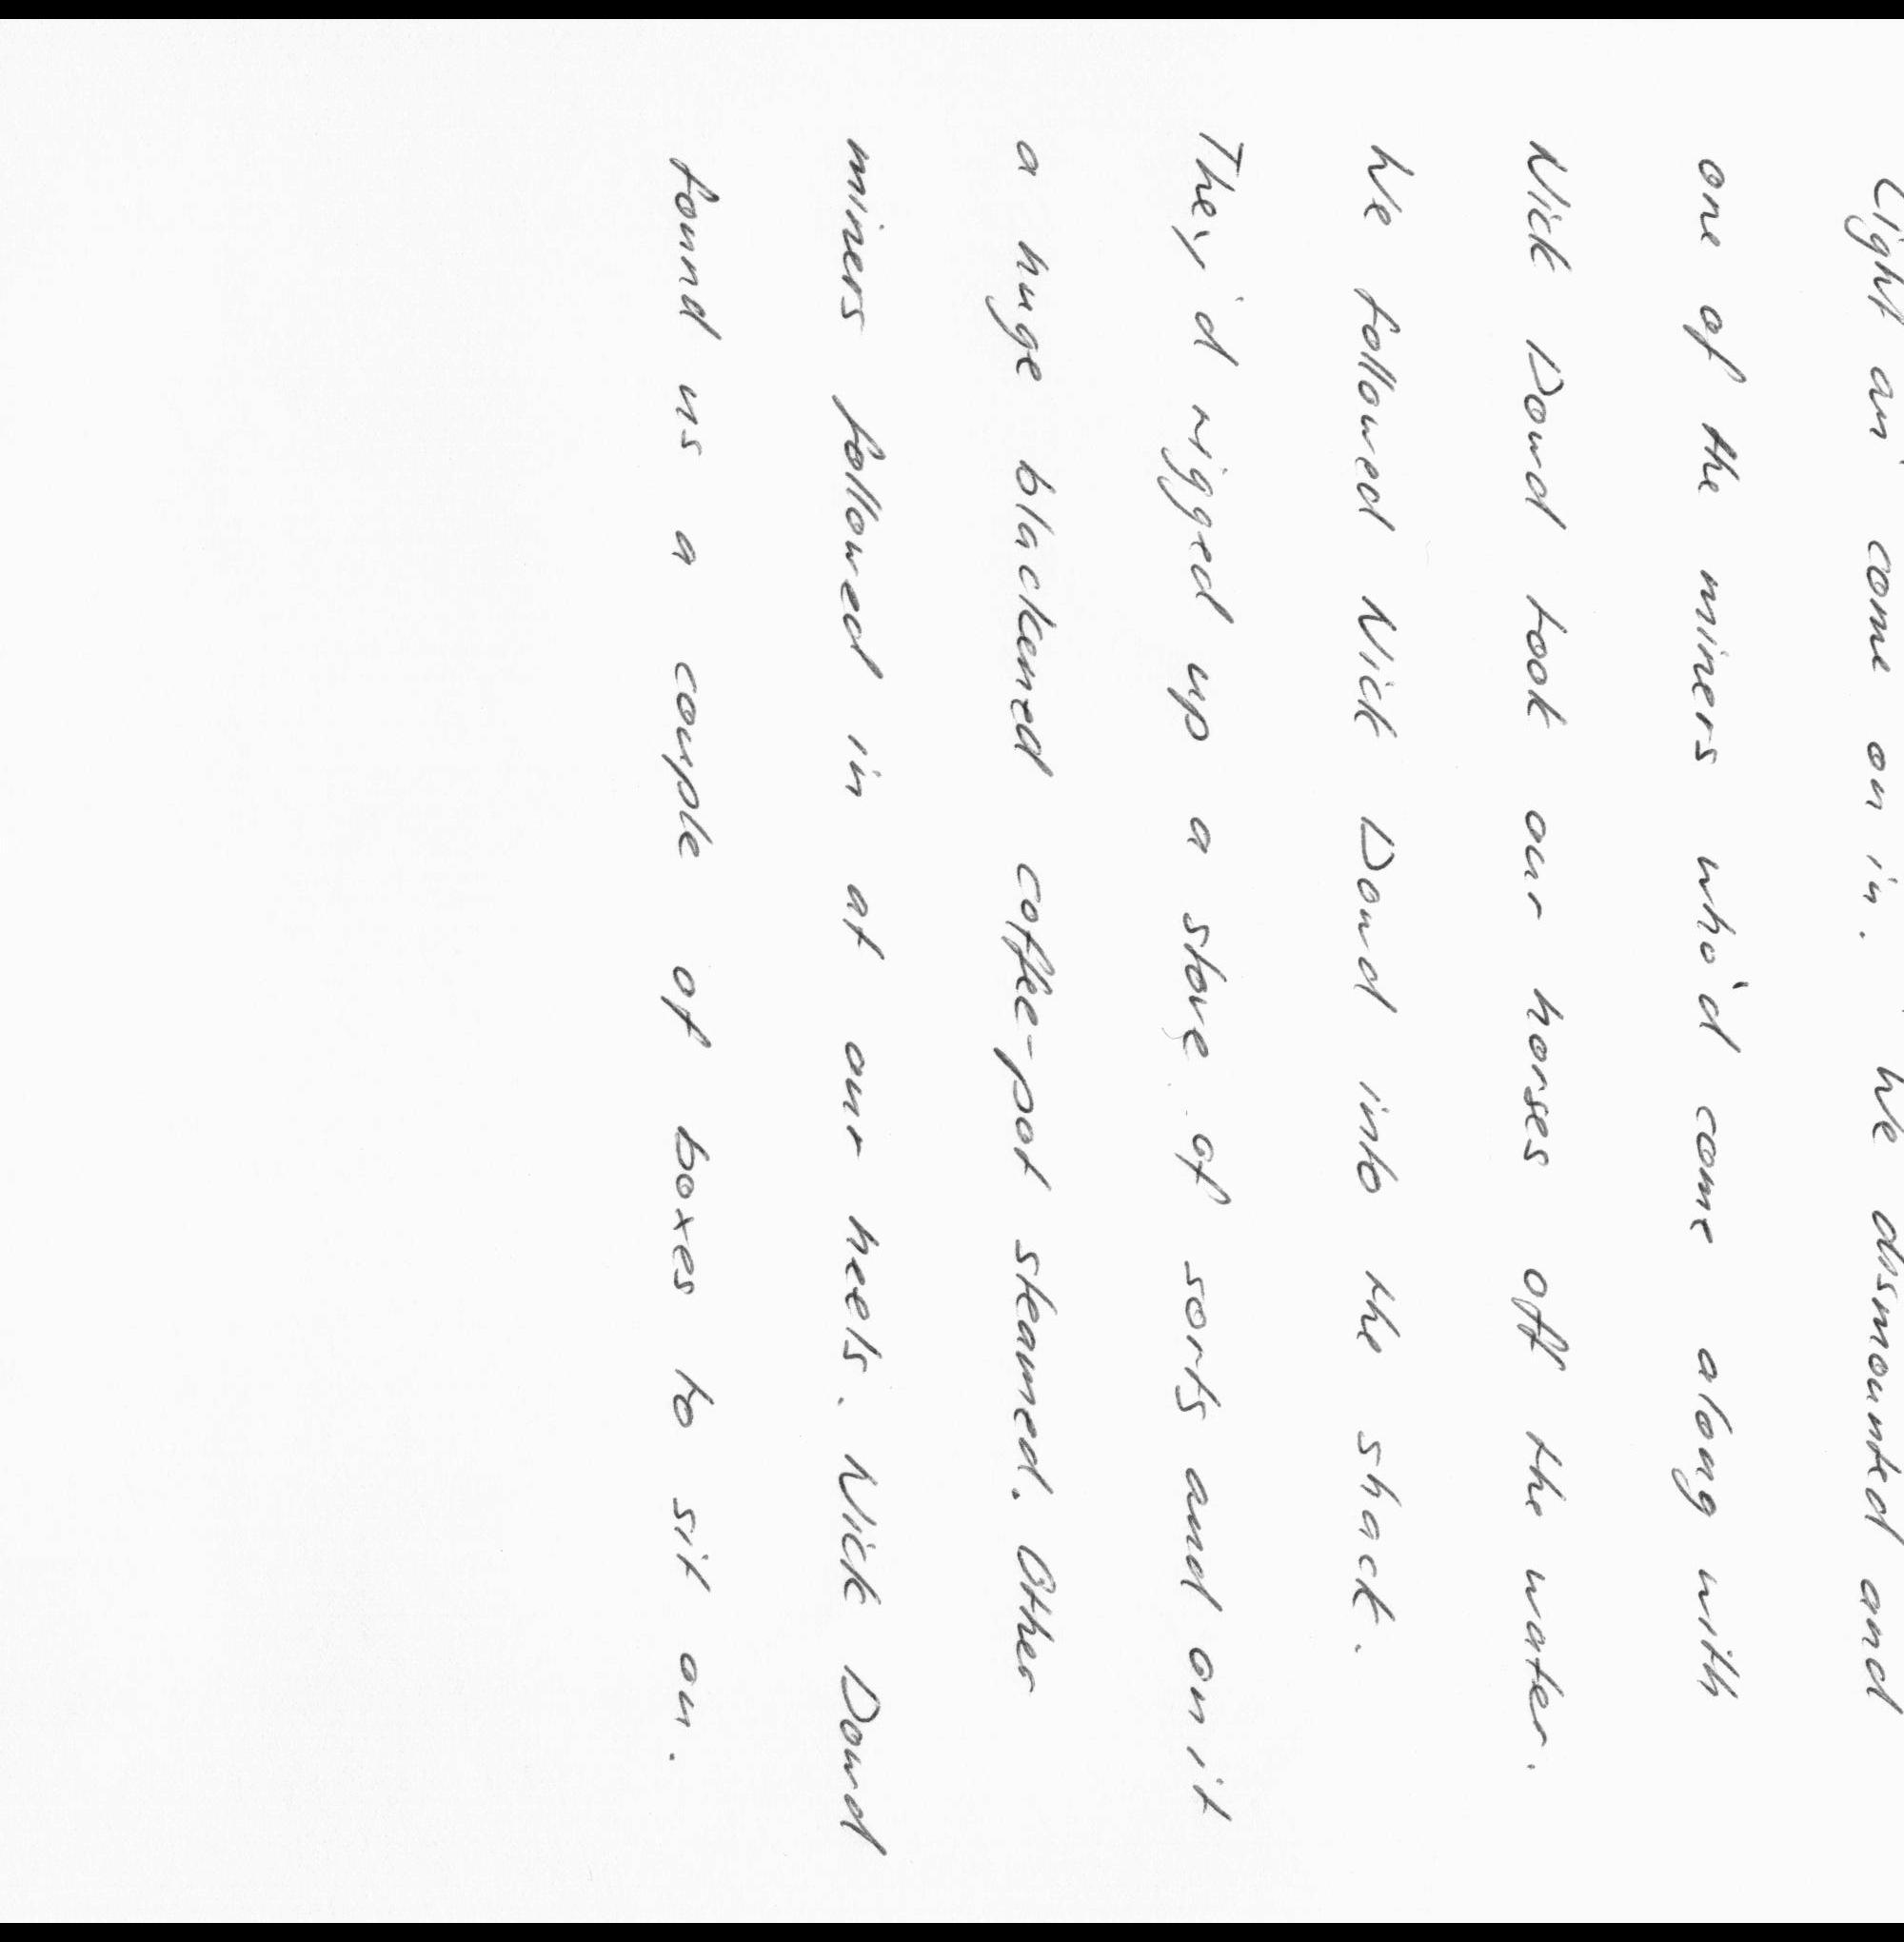 Light an' come on in.' We dismounted and
one of the miners who'd come along with
Nick Dowd took our horses off the water.
We followed Nick Dowd into the shack.
They'd rigged up a stove of sorts and on it
a huge blackened coffee-pot steamed. Other
miners followed in at our heels. Nick Dowd
found us a couple of boxes to sit on.